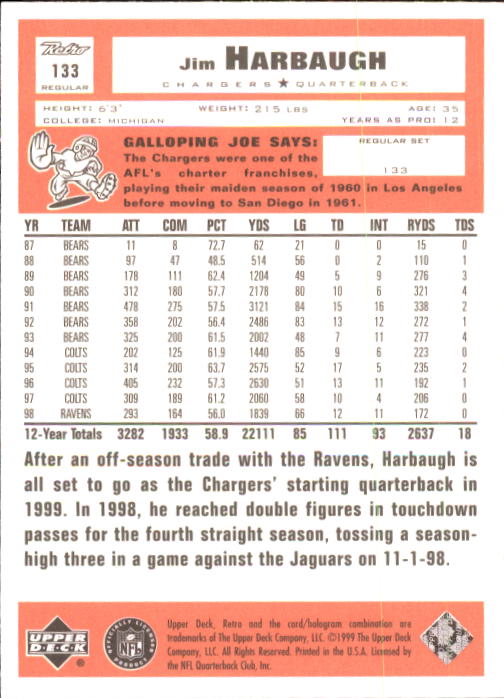 Retro
133
REGULAR
Jim HARBAUGH
CHARGERS ★ QUARTERBACK
HEIGHT: 6'3" WEIGHT: 215 LBS AGE: 35
COLLEGE: MICHIGAN YEARS AS PRO: 12
GALLOPING JOE SAYS:
The Chargers were one of the
AFL's charter franchises,
playing their maiden season of 1960 in Los Angeles
before moving to San Diego in 1961.
REGULAR SET
133
YR TEAM ATT COM PCT YDS LG TD INT RYDS TDS
87 BEARS 11 8 72.7 62 21 0 0 15 0
88 BEARS 97 47 48.5 514 56 0 2 110 1
89 BEARS 178 111 62.4 1204 49 5 9 276 3
90 BEARS 312 180 57.7 2178 80 10 6 321 4
91 BEARS 478 275 57.5 3121 84 15 16 338 2
92 BEARS 358 202 56.4 2486 83 13 12 272 1
93 BEARS 325 200 61.5 2002 48 7 11 277 4
94 COLTS 202 125 61.9 1440 85 9 6 223 0
95 COLTS 314 200 63.7 2575 52 17 5 235 2
96 COLTS 405 232 57.3 2630 51 13 11 192 1
97 COLTS 309 189 61.2 2060 58 10 4 206 0
98 RAVENS 293 164 56.0 1839 66 12 11 172 0
12-Year Totals 3282 1933 58.9 22111 85 111 93 2637 18
After an off-season trade with the Ravens, Harbaugh is
all set to go as the Chargers' starting quarterback in
1999. In 1998, he reached double figures in touchdown
passes for the fourth straight season, tossing a season-
high three in a game against the Jaguars on 11-1-98.
UPPER
DECK ®
OFFICIALLY LICENSED
NFL
PRODUCT
Upper Deck, Retro and the card/hologram combination are
trademarks of The Upper Deck Company, LLC. ©1999 The Upper Deck
Company, LLC. All Rights Reserved. Printed in the U.S.A. Licensed by
the NFL Quarterback Club, Inc.